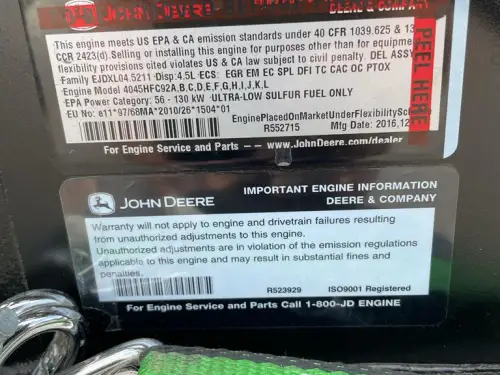 JOHN DEERE DEERE & COMPANY
This engine meets US EPA & CA emission standards under 40 CFR 1039.625 & 13
CCR 2423(d). Selling or installing this engine for purposes other than for equipme
flexibility provisions cited violates US & CA law subject to civil penalty. DEL ASSY
Family - EJDXL04.5211 - Disp:4.5L - ECS: EGR EM EC SPL DFI TC CAC OC PTOX
Engine Model 4045HFC92A,B,C,D,E,F,G,H,I,J,K,L
EPA Power Category: 56 - 130 kW -ULTRA-LOW SULFUR FUEL ONLY
EU No: e11*97/68MA*2010/26*1504*01
EnginePlacedOnMarketUnderFlexibilitySc
R552715 Mfg Date: 2016,12
For Engine Service and Parts — www.JohnDeere.com/dealer
PEEL HERE
JOHN DEERE
IMPORTANT ENGINE INFORMATION
DEERE & COMPANY
Warranty will not apply to engine and drivetrain failures resulting
from unauthorized adjustments to this engine.
Unauthorized adjustments are in violation of the emission regulations
applicable to this engine and may result in substantial fines and
penalties.
R523929 ISO9001 Registered
For Engine Service and Parts Call 1-800-JD ENGINE